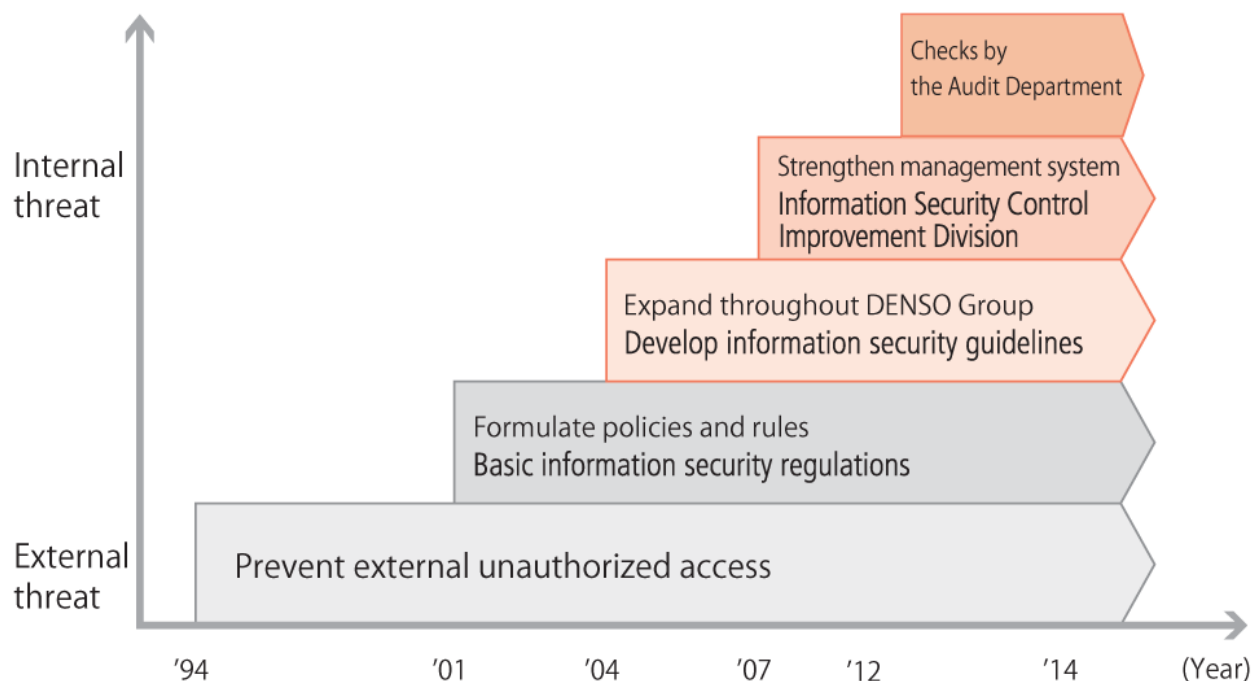 Checks by
the Audit Department
Internal
threat
Strengthen management system
Information Security Control
Improvement Division
Expand throughout DENSO Group
Develop information security guidelines
Formulate policies and rules
Basic information security regulations
External
threat
Prevent external unauthorized access
’94 ’01 ’04 ’07 ’12 ’14 (Year)